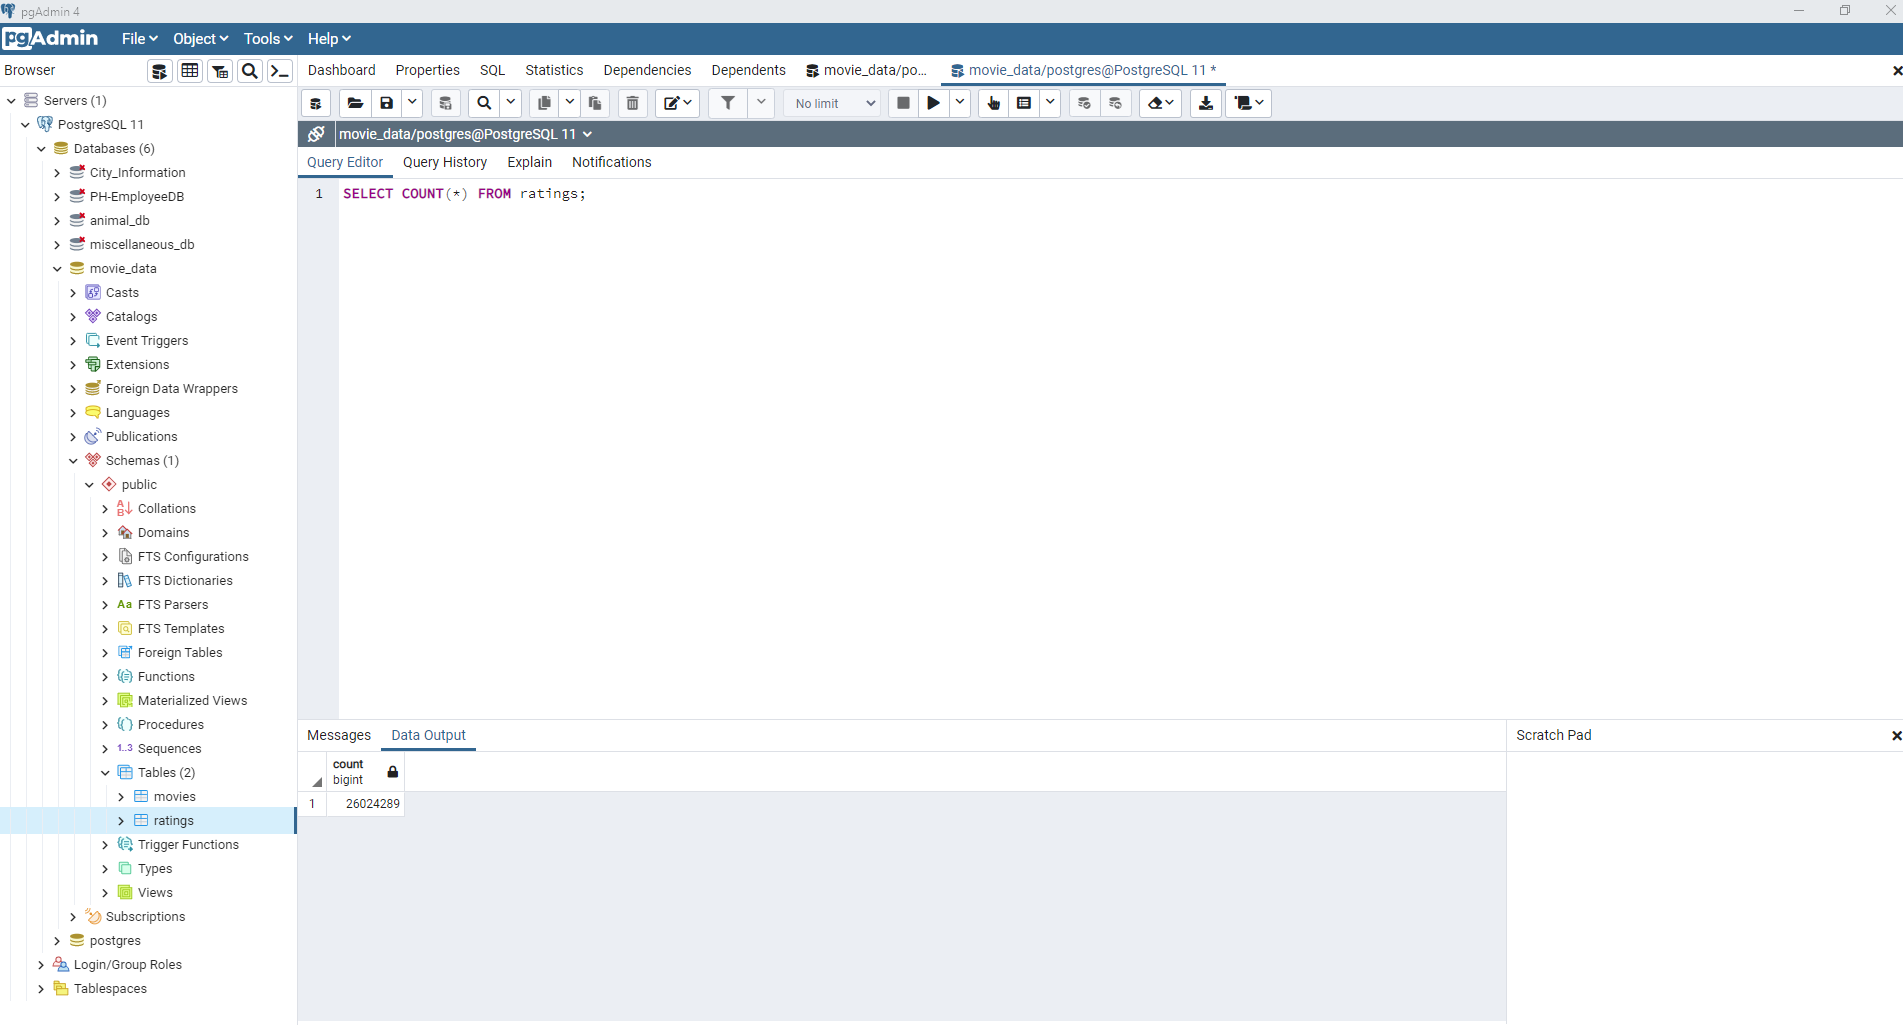 pgAdmin 4
pgAdmin File Object Tools Help
Browser
Dashboard Properties SQL Statistics Dependencies Dependents movie_data/po... movie_data/postgres@PostgreSQL 11 *
No limit
movie_data/postgres@PostgreSQL 11
Query Editor Query History Explain Notifications
1 SELECT COUNT(*) FROM ratings;
Servers (1)
PostgreSQL 11
Databases (6)
City_Information
PH-EmployeeDB
animal_db
miscellaneous_db
movie_data
Casts
Catalogs
Event Triggers
Extensions
Foreign Data Wrappers
Languages
Publications
Schemas (1)
public
Collations
Domains
FTS Configurations
FTS Dictionaries
Aa FTS Parsers
FTS Templates
Foreign Tables
Functions
Materialized Views
Procedures
1..3 Sequences
Tables (2)
movies
ratings
Trigger Functions
Types
Views
Subscriptions
postgres
Login/Group Roles
Tablespaces
Messages Data Output
count
bigint
1 26024289
Scratch Pad